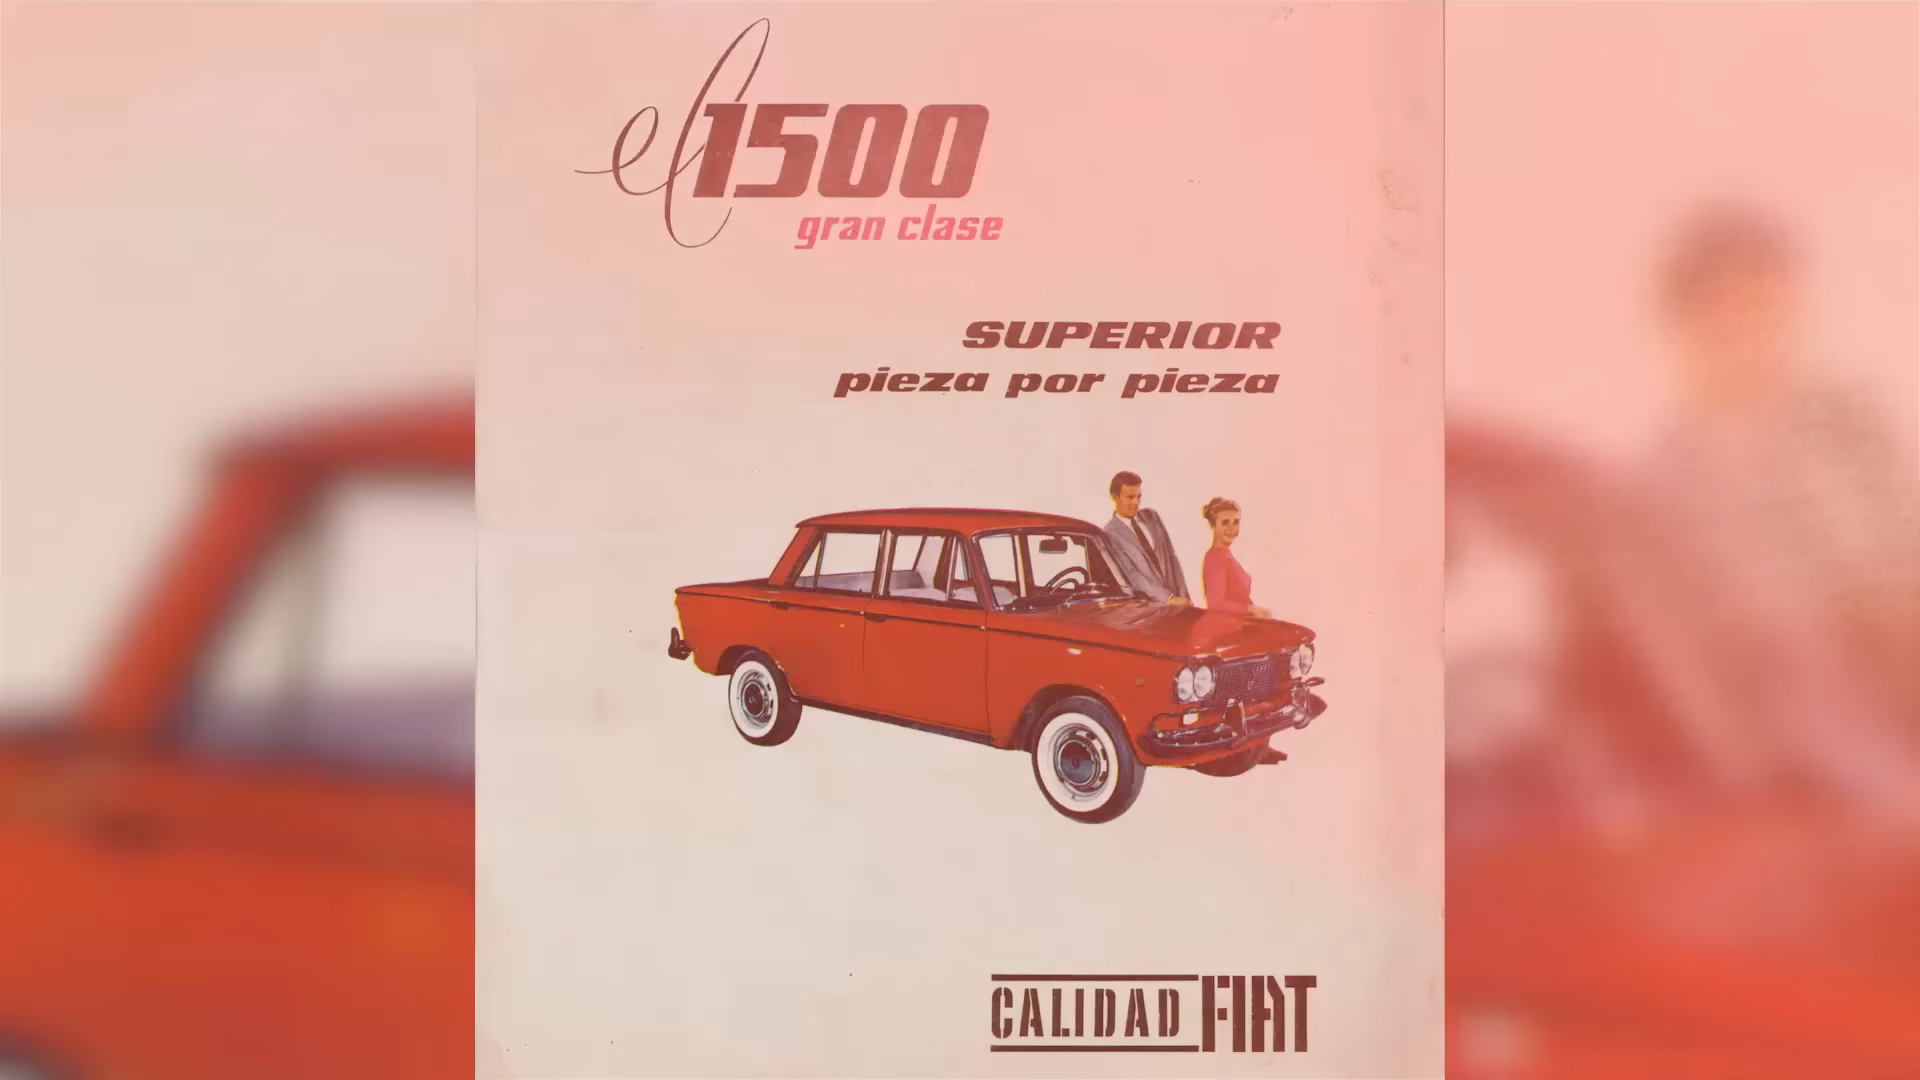 el 1500
gran clase
SUPERIOR
pieza por pieza
CALIDAD FIAT